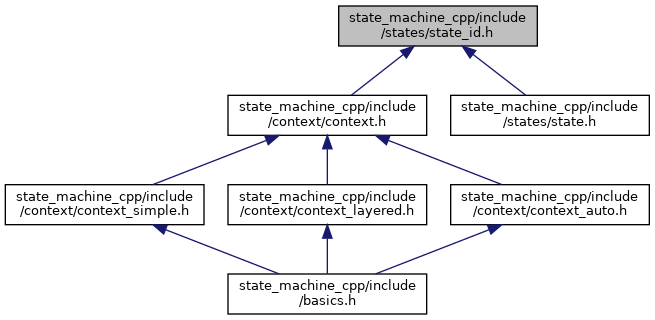 state_machine_cpp/include
/states/state_id.h
state_machine_cpp/include
/context/context.h
state_machine_cpp/include
/states/state.h
state_machine_cpp/include
/context/context_simple.h
state_machine_cpp/include
/context/context_layered.h
state_machine_cpp/include
/context/context_auto.h
state_machine_cpp/include
/basics.h